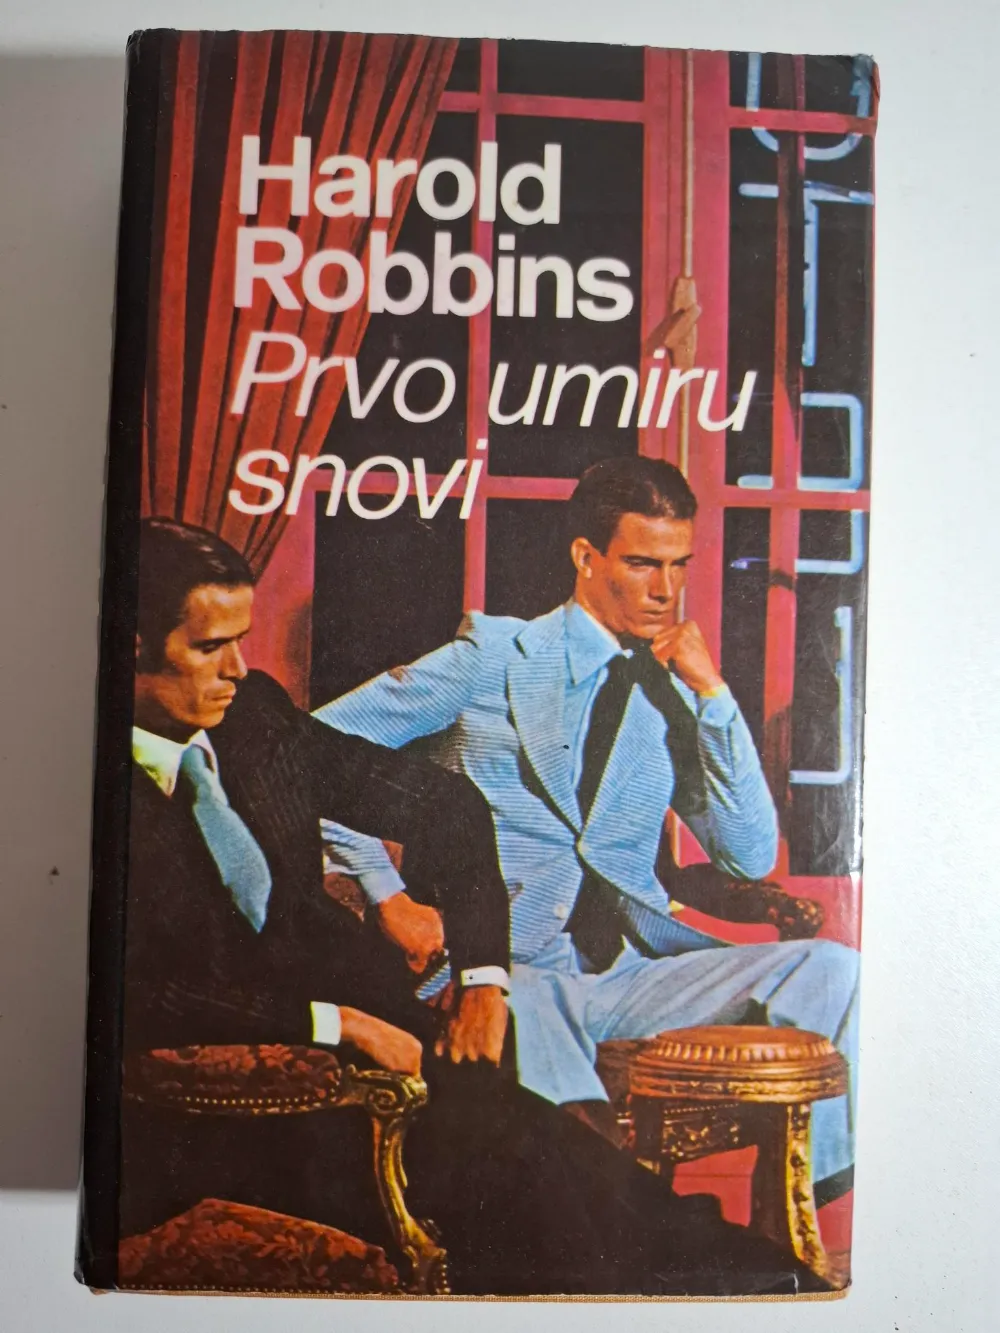 Harold
Robbins
Prvo umiru
snovi